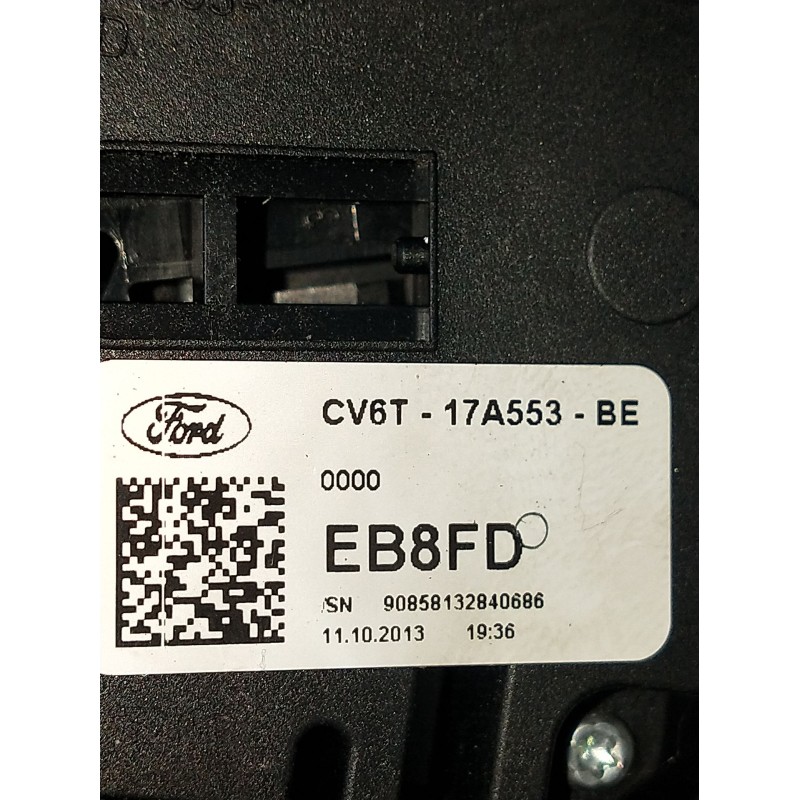 Ford
CV6T - 17A553 - BE
0000
EB8FD
SN 90858132840686
11.10.2013 19:36